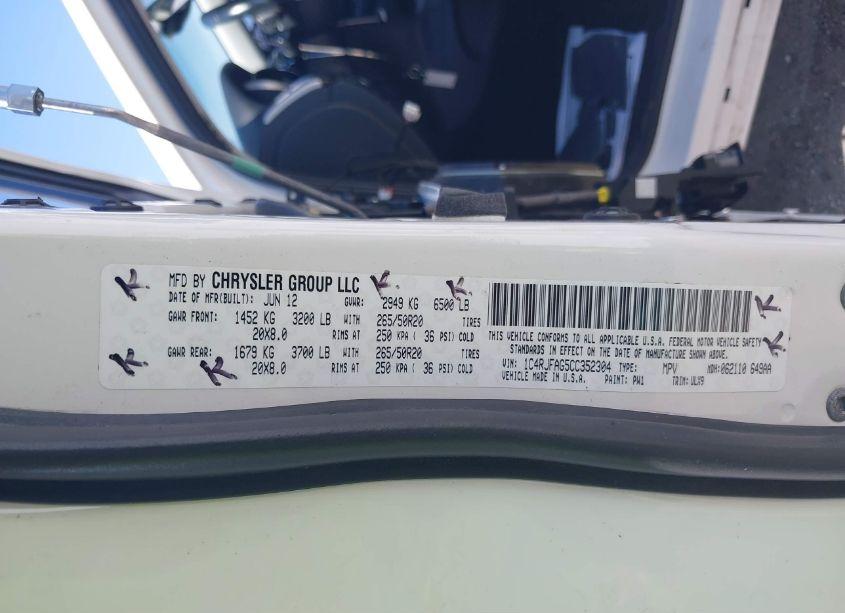 MFD BY CHRYSLER GROUP LLC
DATE OF MFR(BUILT): JUN 12 GVWR: 2949 KG 6500 LB
GAWR FRONT: 1452 KG 3200 LB WITH 265/50R20 TIRES
20X8.0 RIMS AT 250 KPA ( 36 PSI) COLD
GAWR REAR: 1679 KG 3700 LB WITH 265/50R20 TIRES
20X8.0 RIMS AT 250 KPA ( 36 PSI) COLD
THIS VEHICLE CONFORMS TO ALL APPLICABLE U.S.A. FEDERAL MOTOR VEHICLE SAFETY
STANDARDS IN EFFECT ON THE DATE OF MANUFACTURE SHOWN ABOVE.
VIN: 1C4RJFAG5CC352304 TYPE: MPV MDH: 062110 649AA
VEHICLE MADE IN U.S.A. PAINT: PW1 TRIM: ULX9